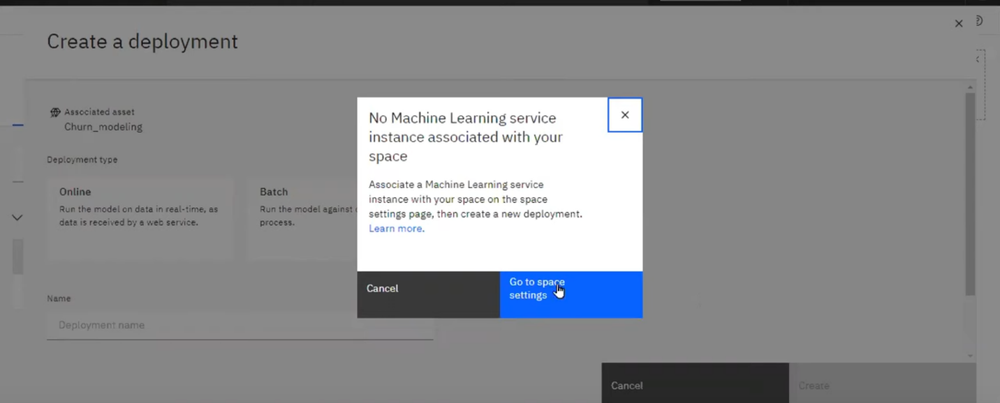 Create a deployment
Associated asset
Churn_modeling
Deployment type
Online
Run the model on data in real-time, as
data is received by a web service.
Batch
Run the model against
process.
Name
Deployment name
No Machine Learning service
instance associated with your
space
Associate a Machine Learning service
instance with your space on the space
settings page, then create a new deployment.
Learn more.
Cancel
Go to space
settings
Cancel
Create